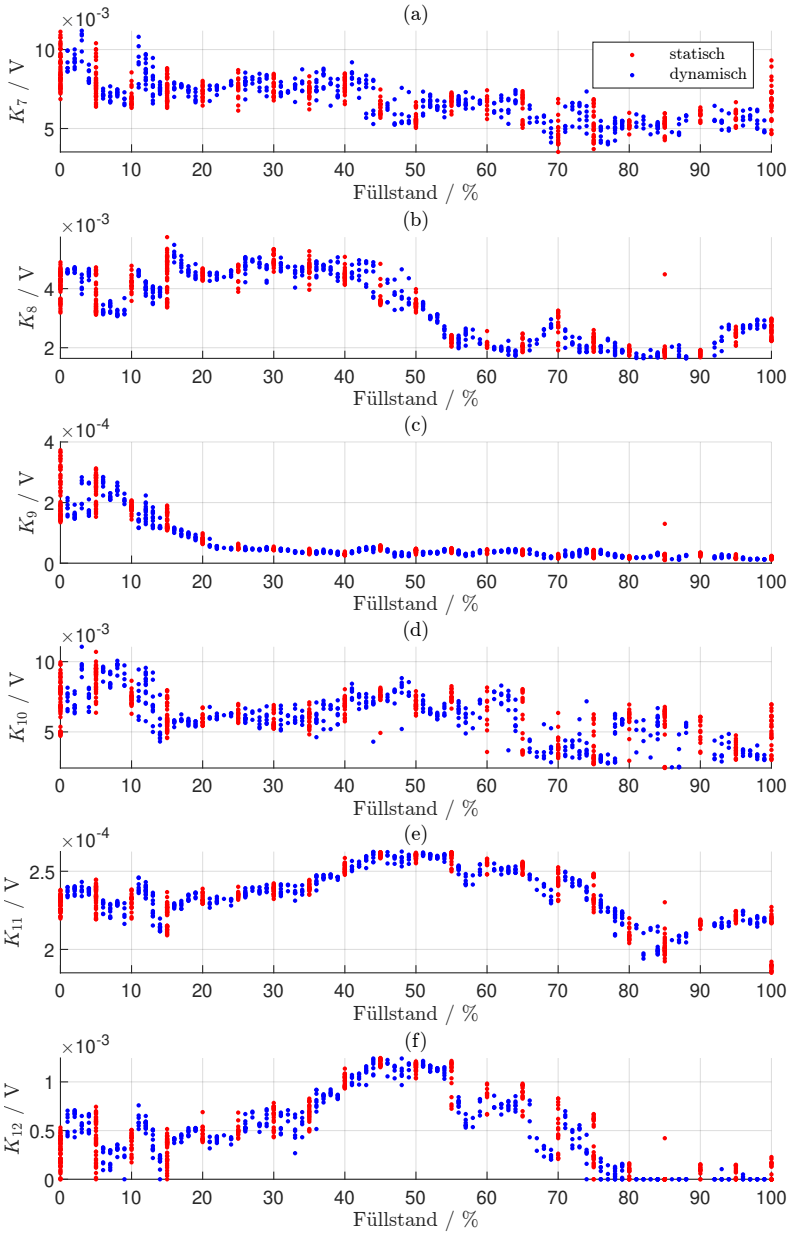 (a)
×10⁻³
10
5
K₇ / V
statisch
dynamisch
0 10 20 30 40 50 60 70 80 90 100
Füllstand / %
(b)
×10⁻³
4
2
K₈ / V
0 10 20 30 40 50 60 70 80 90 100
Füllstand / %
(c)
×10⁻⁴
4
2
0
K₉ / V
0 10 20 30 40 50 60 70 80 90 100
Füllstand / %
(d)
×10⁻³
10
5
K₁₀ / V
0 10 20 30 40 50 60 70 80 90 100
Füllstand / %
(e)
×10⁻⁴
2.5
2
K₁₁ / V
0 10 20 30 40 50 60 70 80 90 100
Füllstand / %
(f)
×10⁻³
1
0.5
0
K₁₂ / V
0 10 20 30 40 50 60 70 80 90 100
Füllstand / %